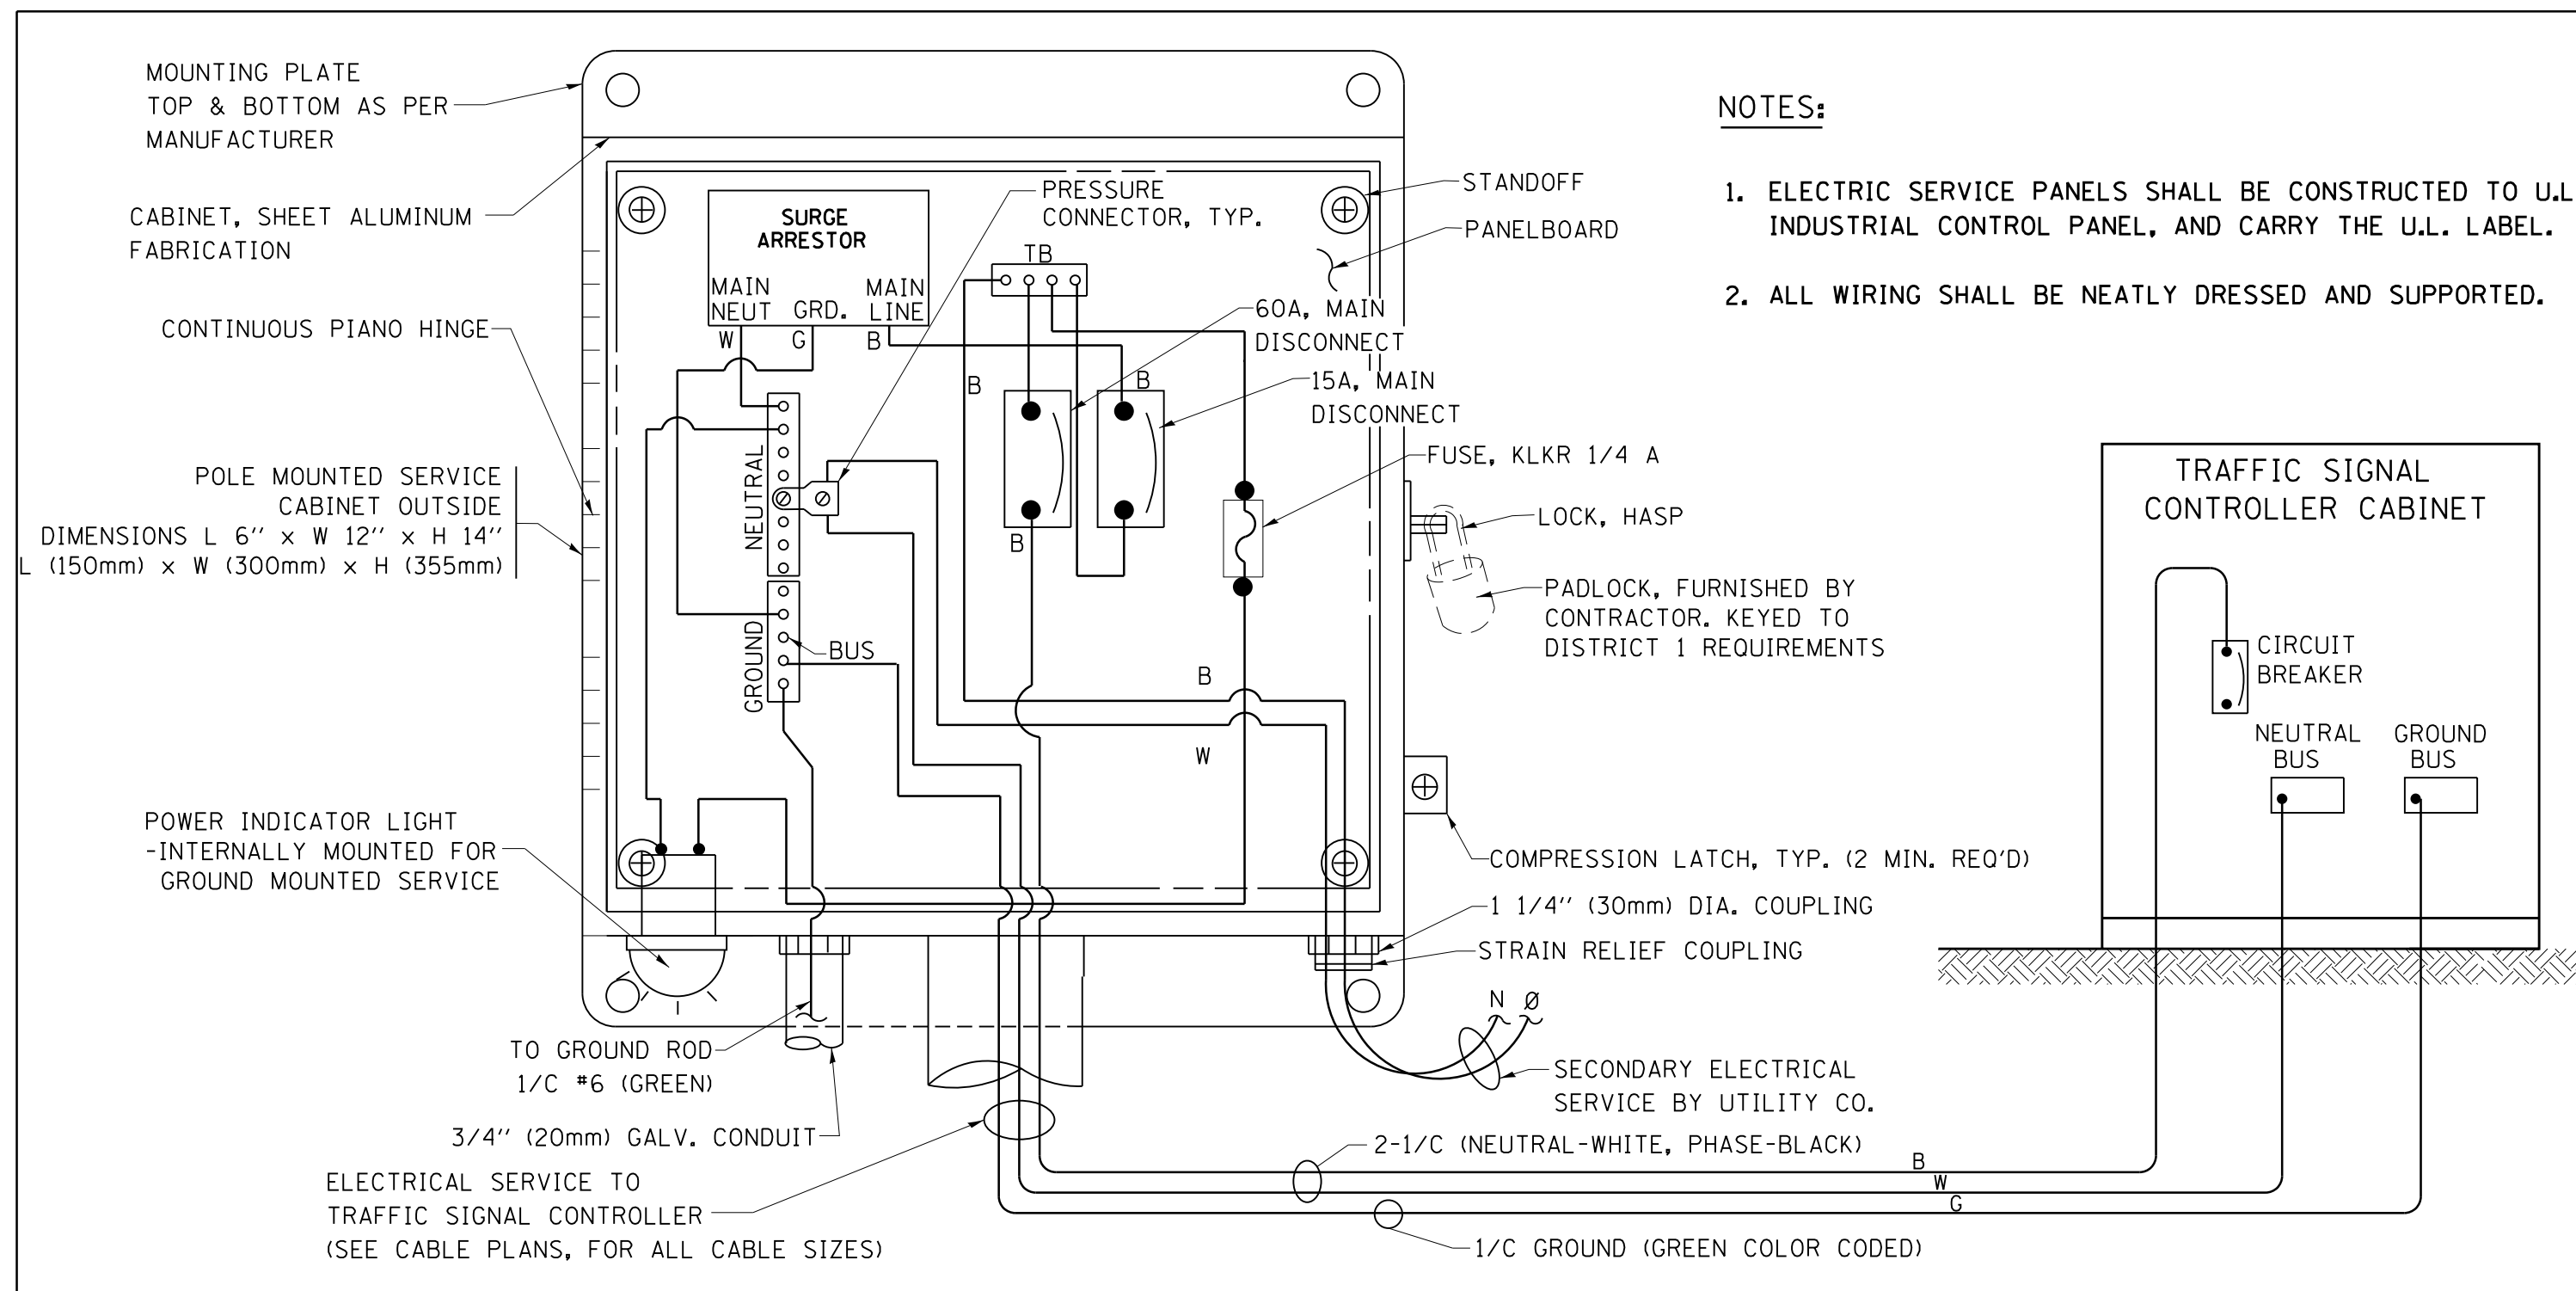 MOUNTING PLATE
TOP & BOTTOM AS PER
MANUFACTURER
CABINET, SHEET ALUMINUM
FABRICATION
CONTINUOUS PIANO HINGE
POLE MOUNTED SERVICE
CABINET OUTSIDE
DIMENSIONS L 6'' x W 12'' x H 14''
L (150mm) x W (300mm) x H (355mm)
POWER INDICATOR LIGHT
-INTERNALLY MOUNTED FOR
GROUND MOUNTED SERVICE
SURGE
ARRESTOR
MAIN
NEUT
GRD.
MAIN
LINE
W
G
B
PRESSURE
CONNECTOR, TYP.
TB
STANDOFF
PANELBOARD
60A, MAIN
DISCONNECT
15A, MAIN
DISCONNECT
B
B
B
NEUTRAL
GROUND
BUS
FUSE, KLKR 1/4 A
LOCK, HASP
PADLOCK, FURNISHED BY
CONTRACTOR. KEYED TO
DISTRICT 1 REQUIREMENTS
B
W
COMPRESSION LATCH, TYP. (2 MIN. REQ'D)
1 1/4'' (30mm) DIA. COUPLING
STRAIN RELIEF COUPLING
N Ø
SECONDARY ELECTRICAL
SERVICE BY UTILITY CO.
TO GROUND ROD
1/C #6 (GREEN)
3/4'' (20mm) GALV. CONDUIT
ELECTRICAL SERVICE TO
TRAFFIC SIGNAL CONTROLLER
(SEE CABLE PLANS, FOR ALL CABLE SIZES)
2-1/C (NEUTRAL-WHITE, PHASE-BLACK)
B
W
G
1/C GROUND (GREEN COLOR CODED)
NOTES:
1. ELECTRIC SERVICE PANELS SHALL BE CONSTRUCTED TO U.L
INDUSTRIAL CONTROL PANEL, AND CARRY THE U.L. LABEL.
2. ALL WIRING SHALL BE NEATLY DRESSED AND SUPPORTED.
TRAFFIC SIGNAL
CONTROLLER CABINET
CIRCUIT
BREAKER
NEUTRAL
BUS
GROUND
BUS